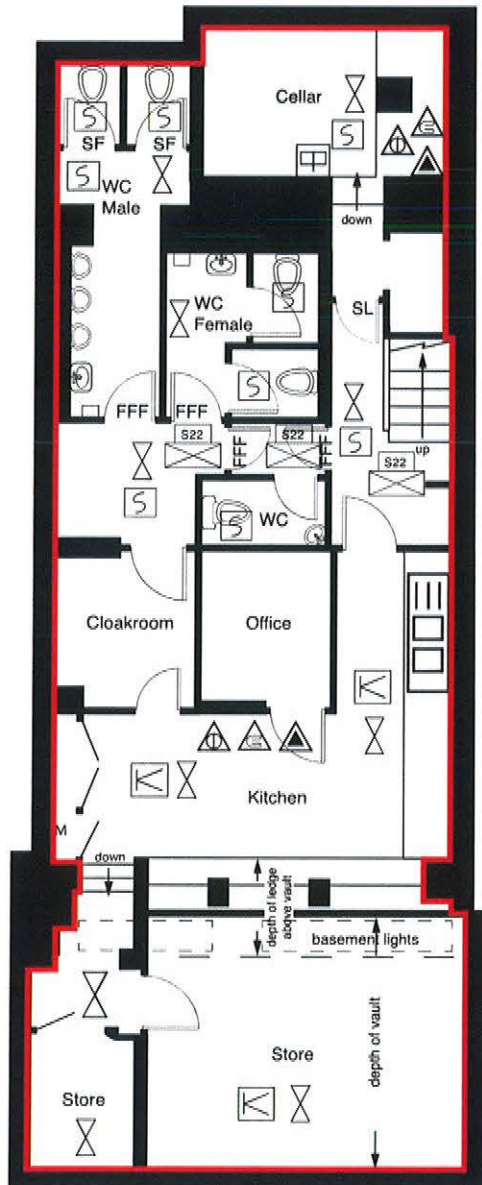 Cellar
S
S
S
SF
SF
S
WC
Male
down
WC
Female
S
SL
S
FFF
FFF
S22
FFF
S22
FFF
S
up
S22
S
S
WC
Cloakroom
Office
K
K
Kitchen
M
down
depth of ledge
above vault
basement lights
depth of vault
Store
K
Store